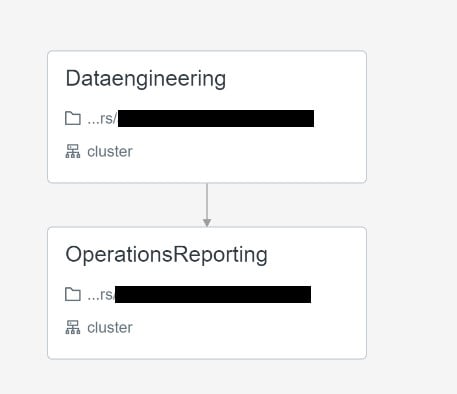 Dataengineering
...rs/
cluster
OperationsReporting
...rs/
cluster